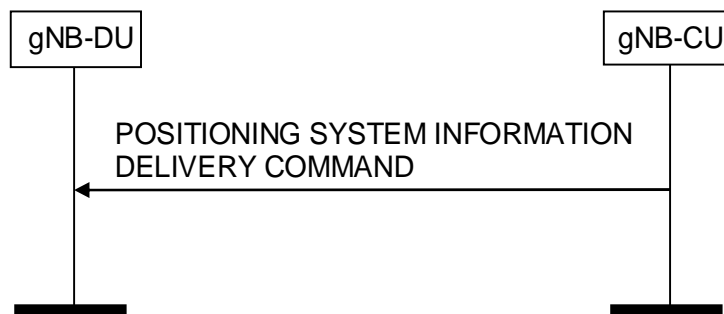 gNB-DU
gNB-CU
POSITIONING SYSTEM INFORMATION
DELIVERY COMMAND